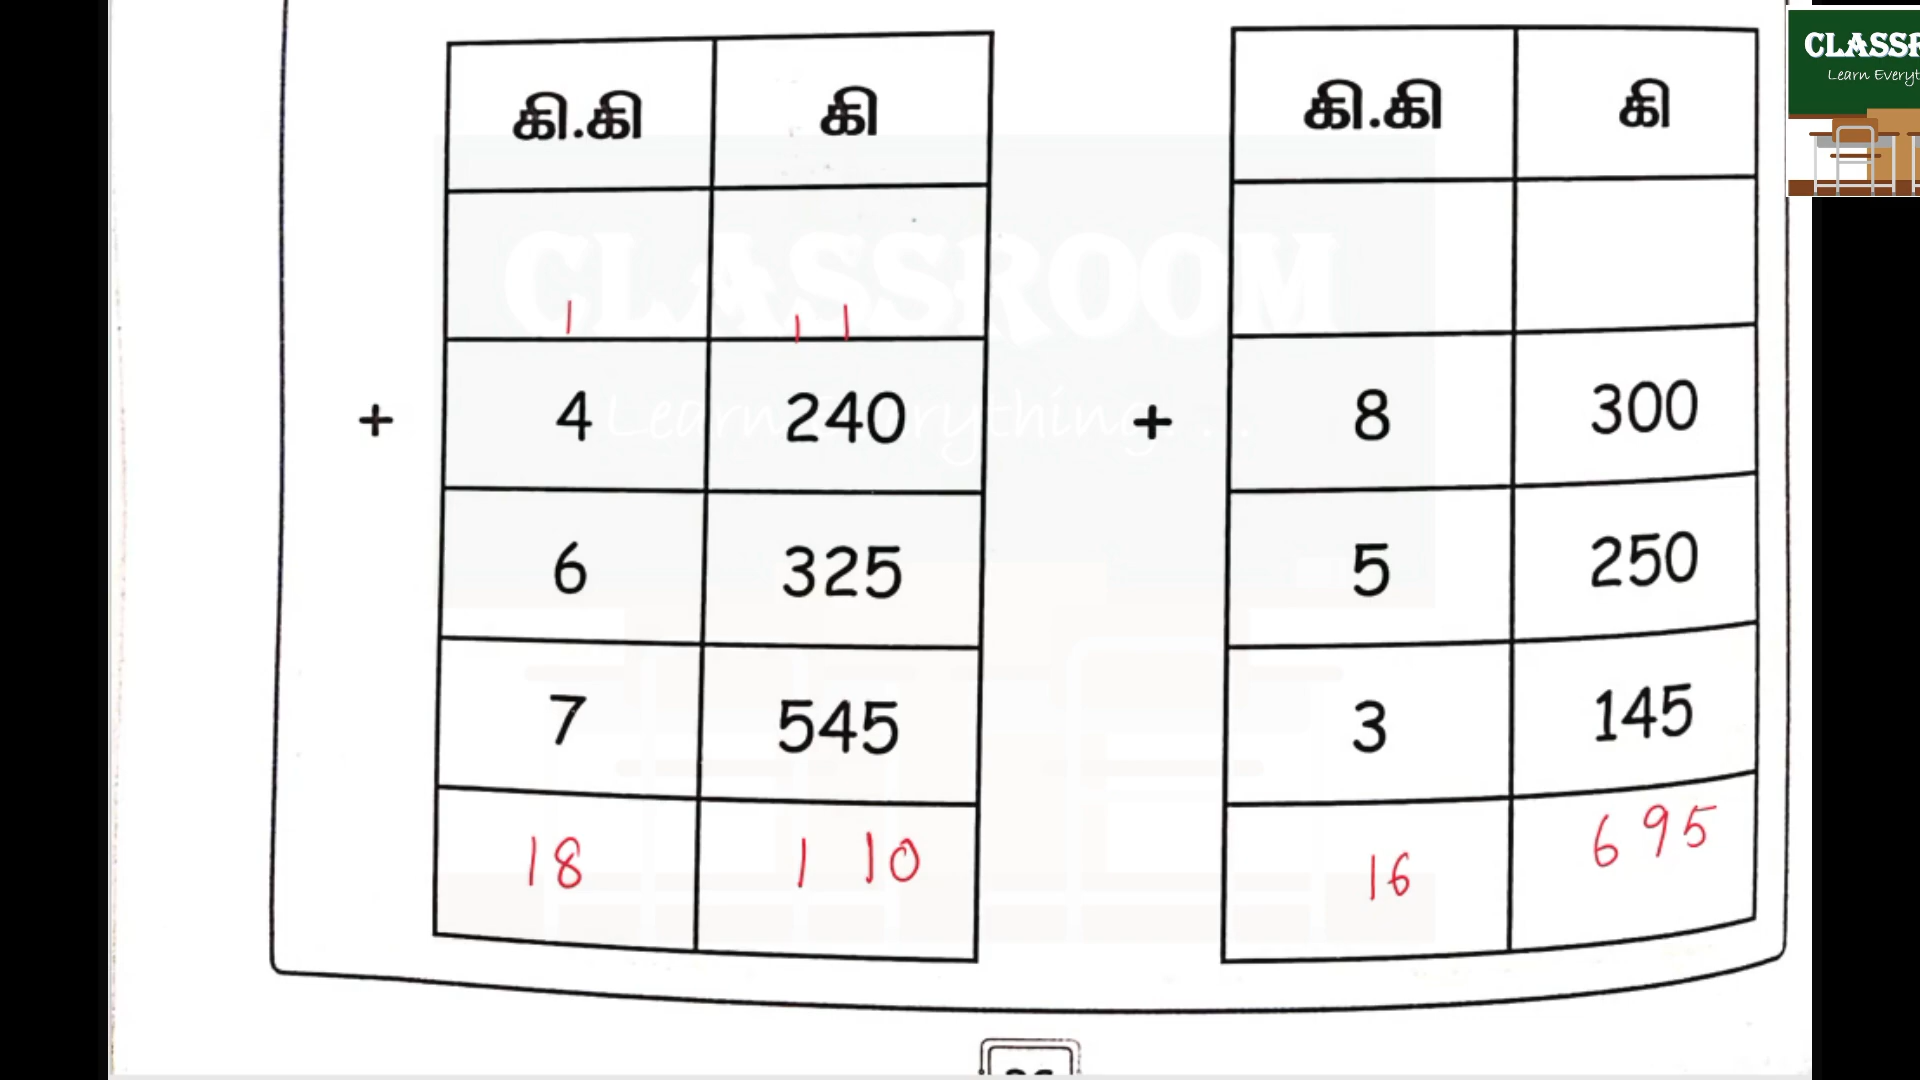 கி.கி கி
1 1 1
+ 4 240
6 325
7 545
18 1 10
கி.கி கி
+ 8 300
5 250
3 145
16 695
CLASSROOM
Learn Everything...
CLASSR
Learn Everyt